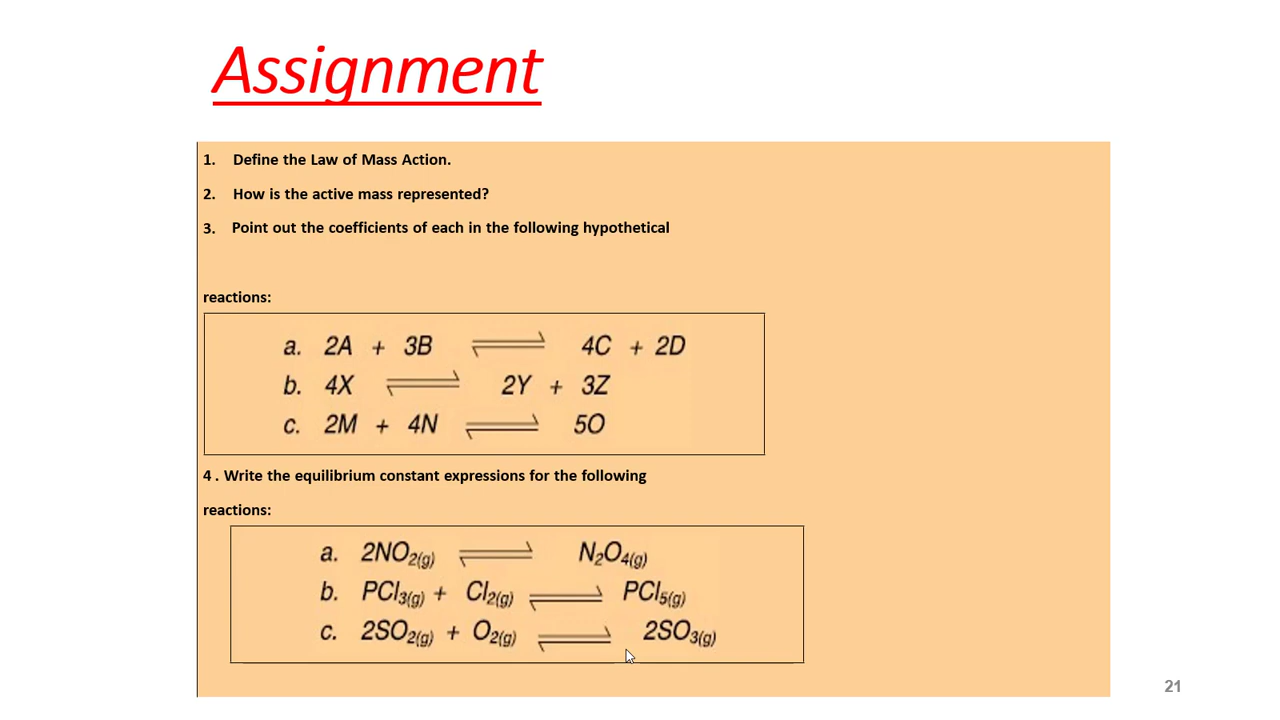 Assignment
1. Define the Law of Mass Action.
2. How is the active mass represented?
3. Point out the coefficients of each in the following hypothetical
reactions:
a. 2A + 3B ⇌ 4C + 2D
b. 4X ⇌ 2Y + 3Z
c. 2M + 4N ⇌ 5O
4 . Write the equilibrium constant expressions for the following
reactions:
a. 2NO₂(g) ⇌ N₂O₄(g)
b. PCl₃(g) + Cl₂(g) ⇌ PCl₅(g)
c. 2SO₂(g) + O₂(g) ⇌ 2SO₃(g)
21